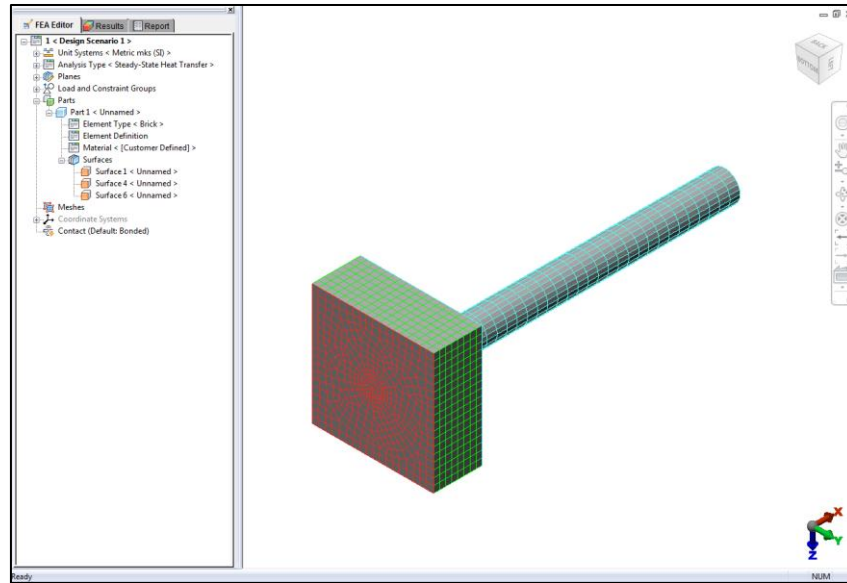 FEA Editor Results Report
1 < Design Scenario 1 >
Unit Systems < Metric mks (SI) >
Analysis Type < Steady-State Heat Transfer >
Planes
Load and Constraint Groups
Parts
Part 1 < Unnamed >
Element Type < Brick >
Element Definition
Material < [Customer Defined] >
Surfaces
Surface 1 < Unnamed >
Surface 4 < Unnamed >
Surface 6 < Unnamed >
Meshes
Coordinate Systems
Contact (Default: Bonded)
BACK
BOTTOM
X
Y
Z
Ready
NUM